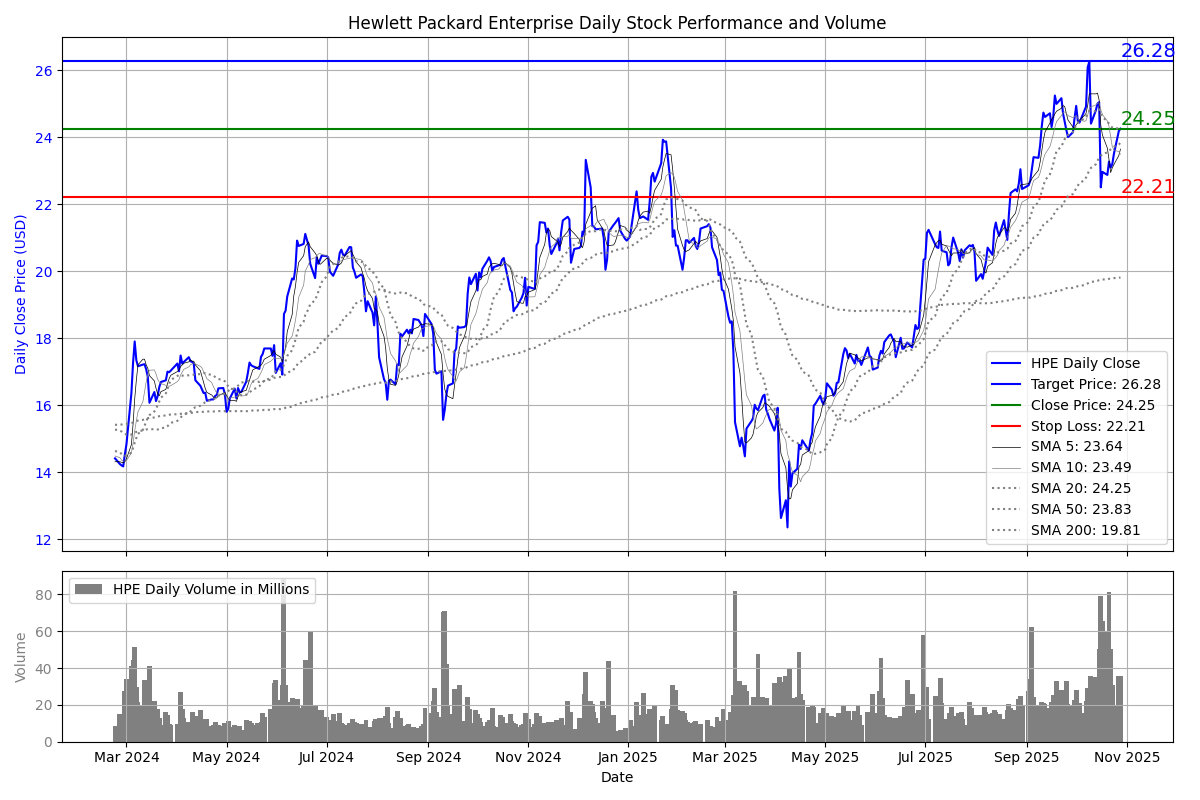 Hewlett Packard Enterprise Daily Stock Performance and Volume
Daily Close Price (USD)
26
24
22
20
18
16
14
12
26.28
24.25
22.21
HPE Daily Close
Target Price: 26.28
Close Price: 24.25
Stop Loss: 22.21
SMA 5: 23.64
SMA 10: 23.49
SMA 20: 24.25
SMA 50: 23.83
SMA 200: 19.81
Volume
80
60
40
20
0
HPE Daily Volume in Millions
Mar 2024
May 2024
Jul 2024
Sep 2024
Nov 2024
Jan 2025
Mar 2025
May 2025
Jul 2025
Sep 2025
Nov 2025
Date